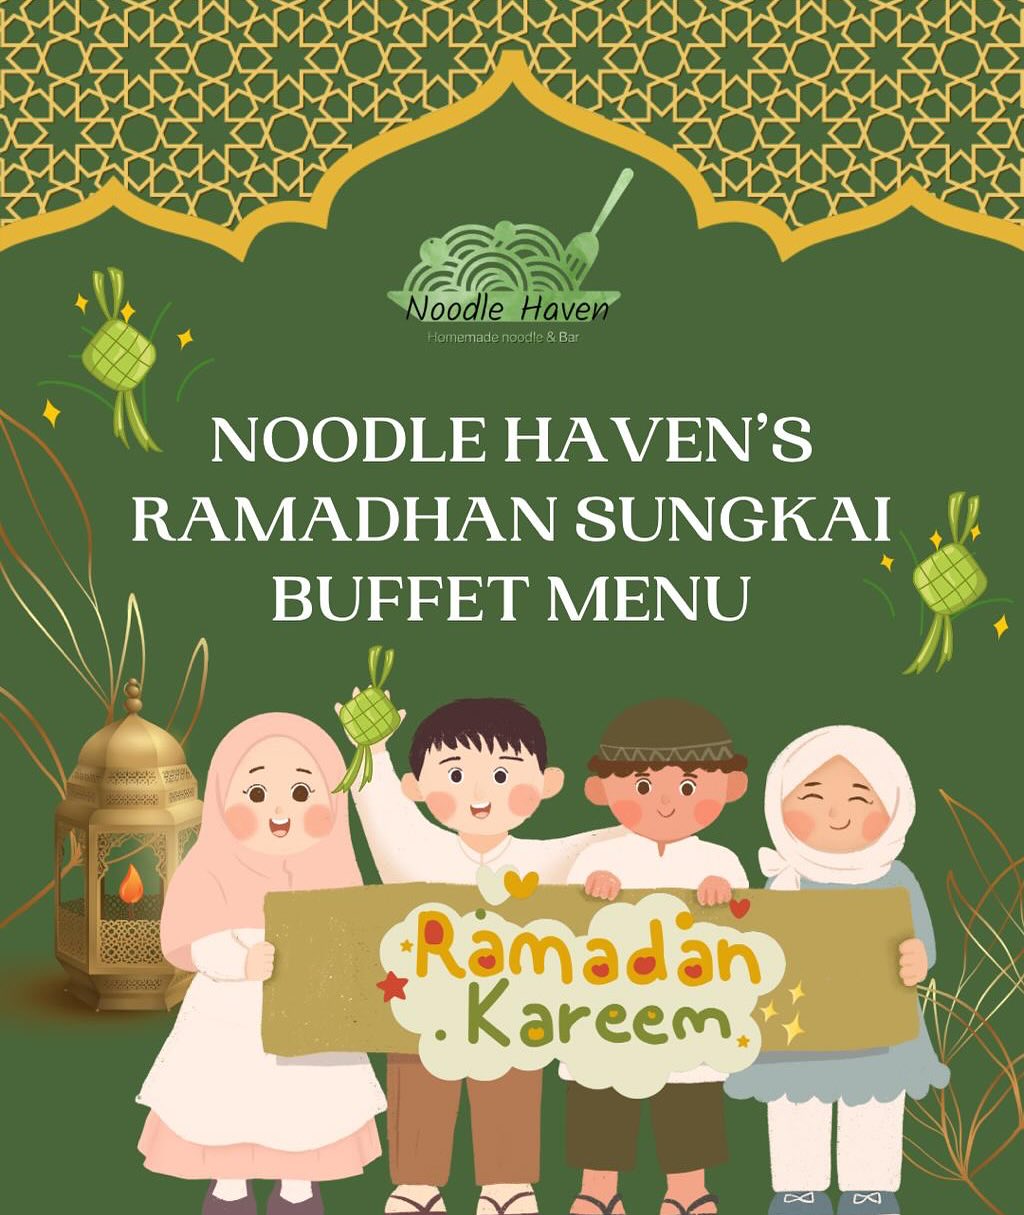 Noodle Haven
Homemade noodle & Bar
NOODLE HAVEN'S
RAMADHAN SUNGKAI
BUFFET MENU
Ramadan
Kareem